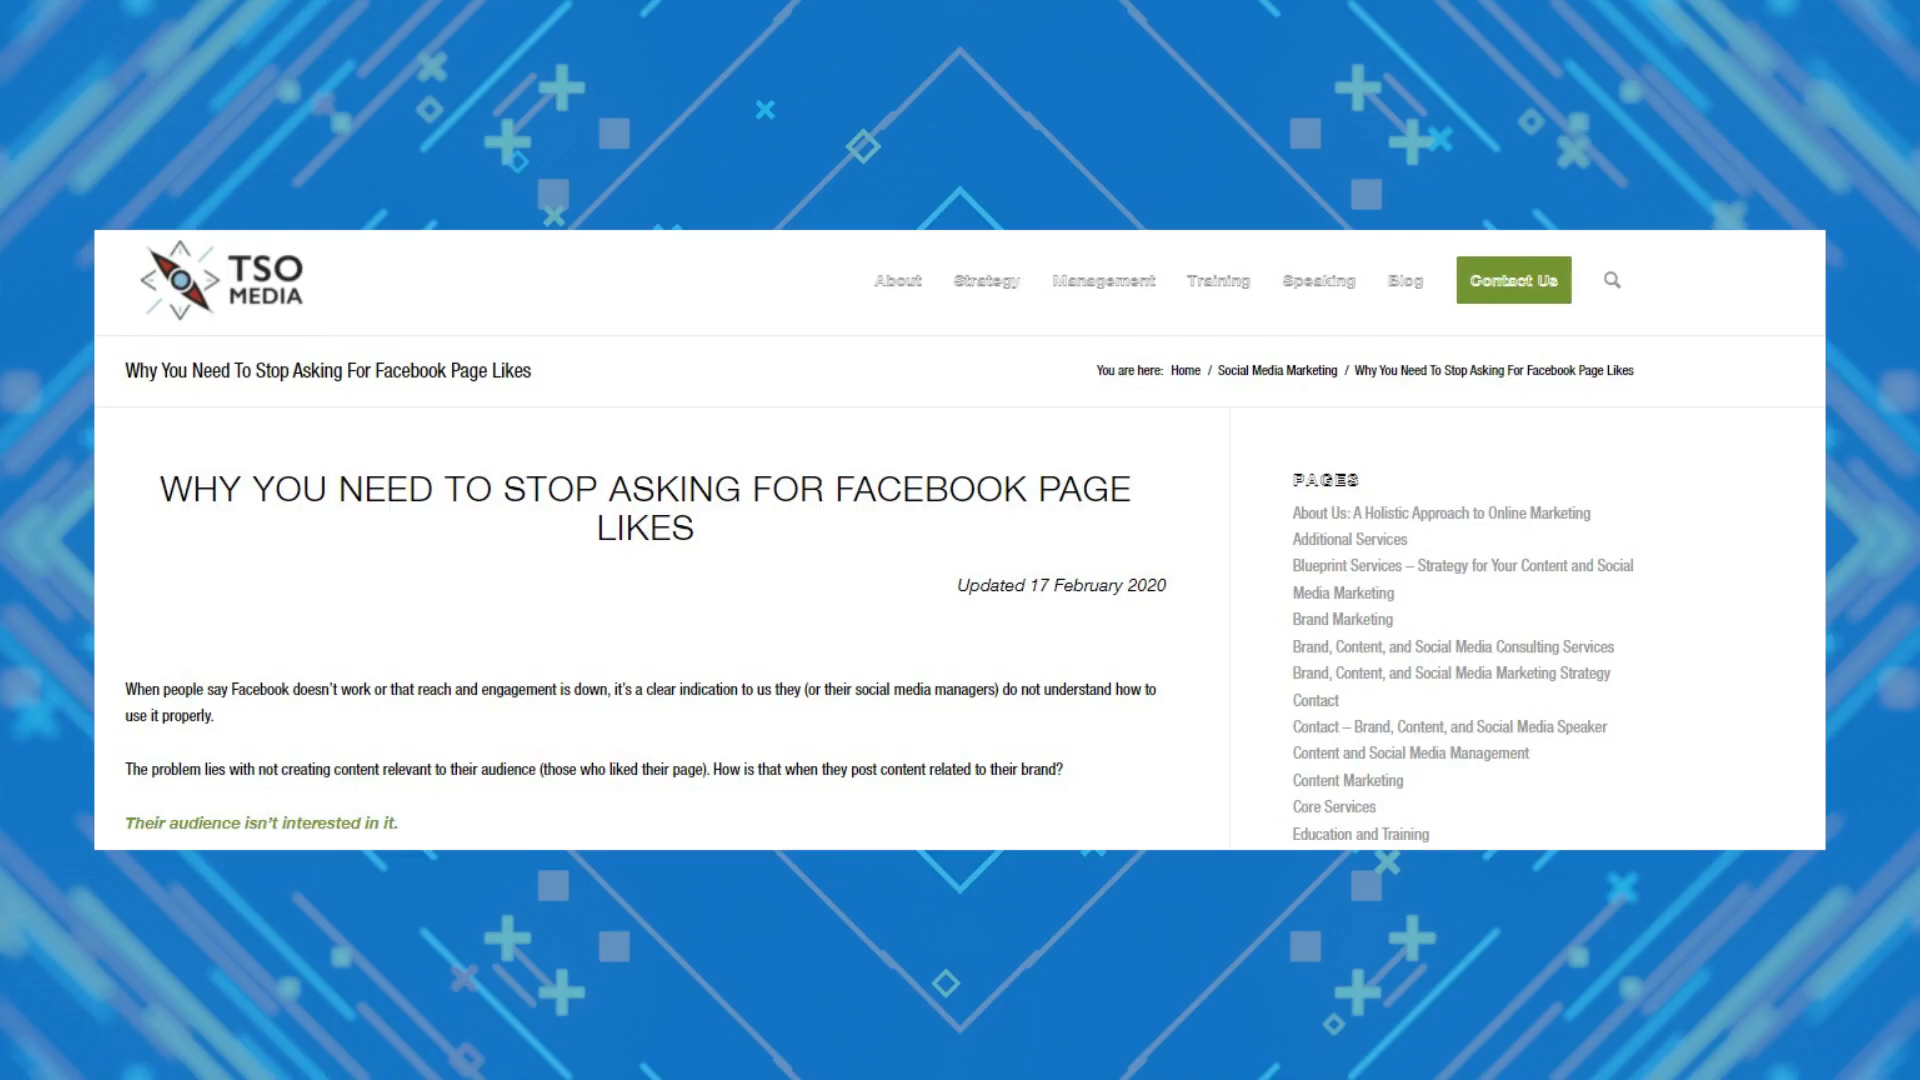 TSO
MEDIA
About Strategy Management Training Speaking Blog Contact Us
Why You Need To Stop Asking For Facebook Page Likes
You are here: Home / Social Media Marketing / Why You Need To Stop Asking For Facebook Page Likes
WHY YOU NEED TO STOP ASKING FOR FACEBOOK PAGE
LIKES
Updated 17 February 2020
When people say Facebook doesn't work or that reach and engagement is down, it's a clear indication to us they (or their social media managers) do not understand how to
use it properly.
The problem lies with not creating content relevant to their audience (those who liked their page). How is that when they post content related to their brand?
Their audience isn't interested in it.
PAGES
About Us: A Holistic Approach to Online Marketing
Additional Services
Blueprint Services – Strategy for Your Content and Social
Media Marketing
Brand Marketing
Brand, Content, and Social Media Consulting Services
Brand, Content, and Social Media Marketing Strategy
Contact
Contact – Brand, Content, and Social Media Speaker
Content and Social Media Management
Content Marketing
Core Services
Education and Training